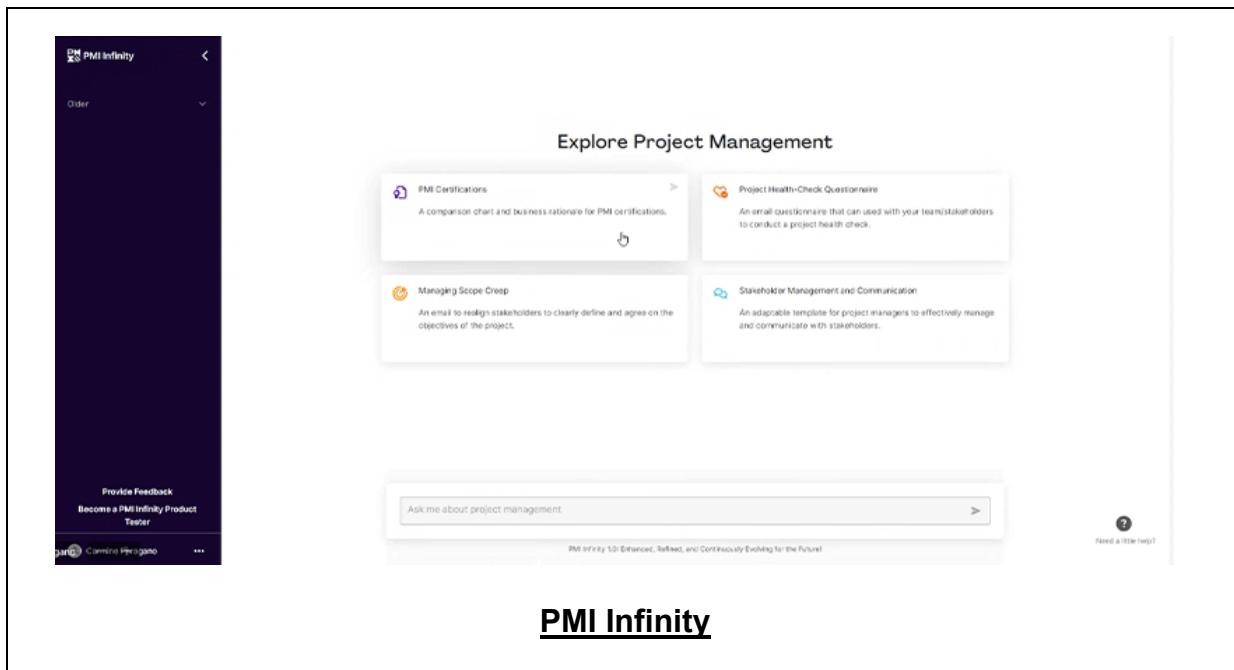 PMI Infinity
Older
Explore Project Management
PMI Certifications
A comparison chart and business rationale for PMI certifications.
Project Health-Check Questionnaire
An email questionnaire that can used with your team/stakeholders
to conduct a project health check.
Managing Scope Creep
An email to realign stakeholders to clearly define and agree on the
objectives of the project.
Stakeholder Management and Communication
An adaptable template for project managers to effectively manage
and communicate with stakeholders.
Provide Feedback
Become a PMI Infinity Product
Tester
Carmine
Ask me about project management
PMI Infinity 1.0: Enhanced, Refined, and Continuously Evolving for the Future!
Need a little help?
PMI Infinity